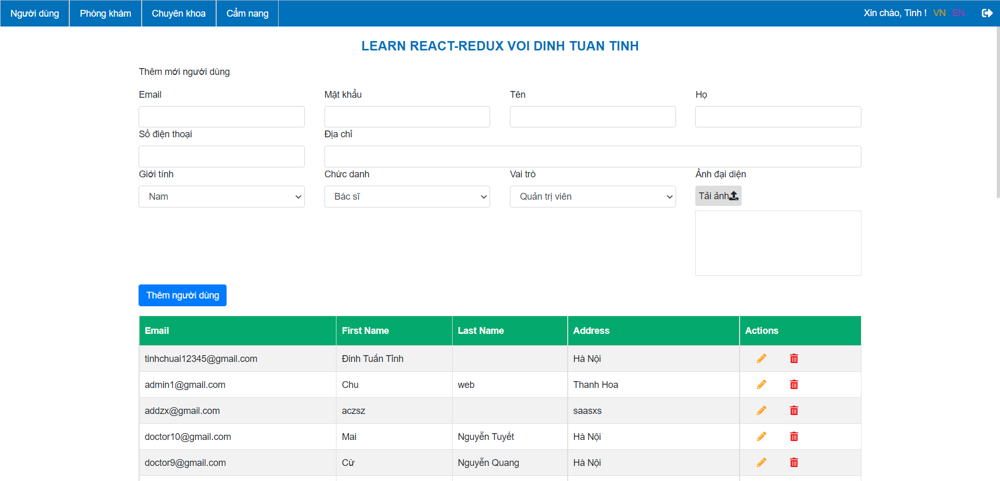 Người dùng Phòng khám Chuyên khoa Cẩm nang Xin chào, Tinh ! VN EN
LEARN REACT-REDUX VOI DINH TUAN TINH
Thêm mới người dùng
Email Mật khẩu Tên Họ
Số điện thoại Địa chỉ
Giới tính Chức danh Vai trò Ảnh đại diện
Nam Bác sĩ Quản trị viên Tải ảnh
Thêm người dùng
Email First Name Last Name Address Actions
tinhchuai12345@gmail.com Đinh Tuấn Tỉnh Hà Nội
admin1@gmail.com Chu web Thanh Hoa
addzx@gmail.com aczsz saasxs
doctor10@gmail.com Mai Nguyễn Tuyết Hà Nội
doctor9@gmail.com Cừ Nguyễn Quang Hà Nội